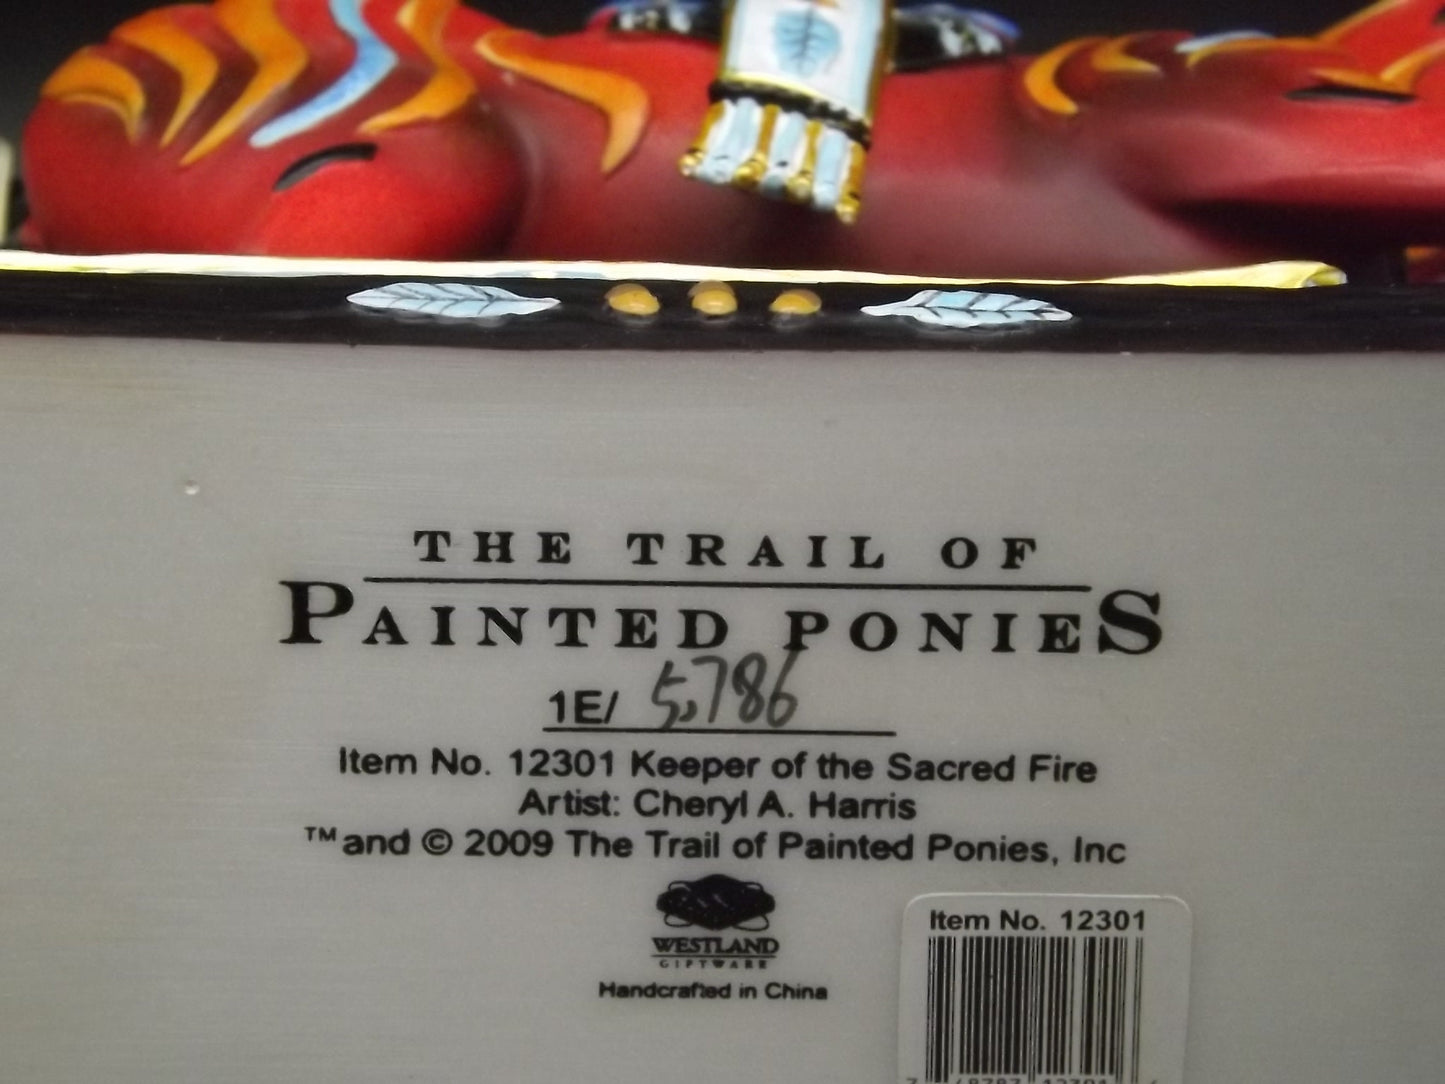 THE TRAIL OF
PAINTED PONIES
1E/ 5,786
Item No. 12301 Keeper of the Sacred Fire
Artist: Cheryl A. Harris
™ and © 2009 The Trail of Painted Ponies, Inc
WESTLAND
GIFTWARE
Handcrafted in China
Item No. 12301